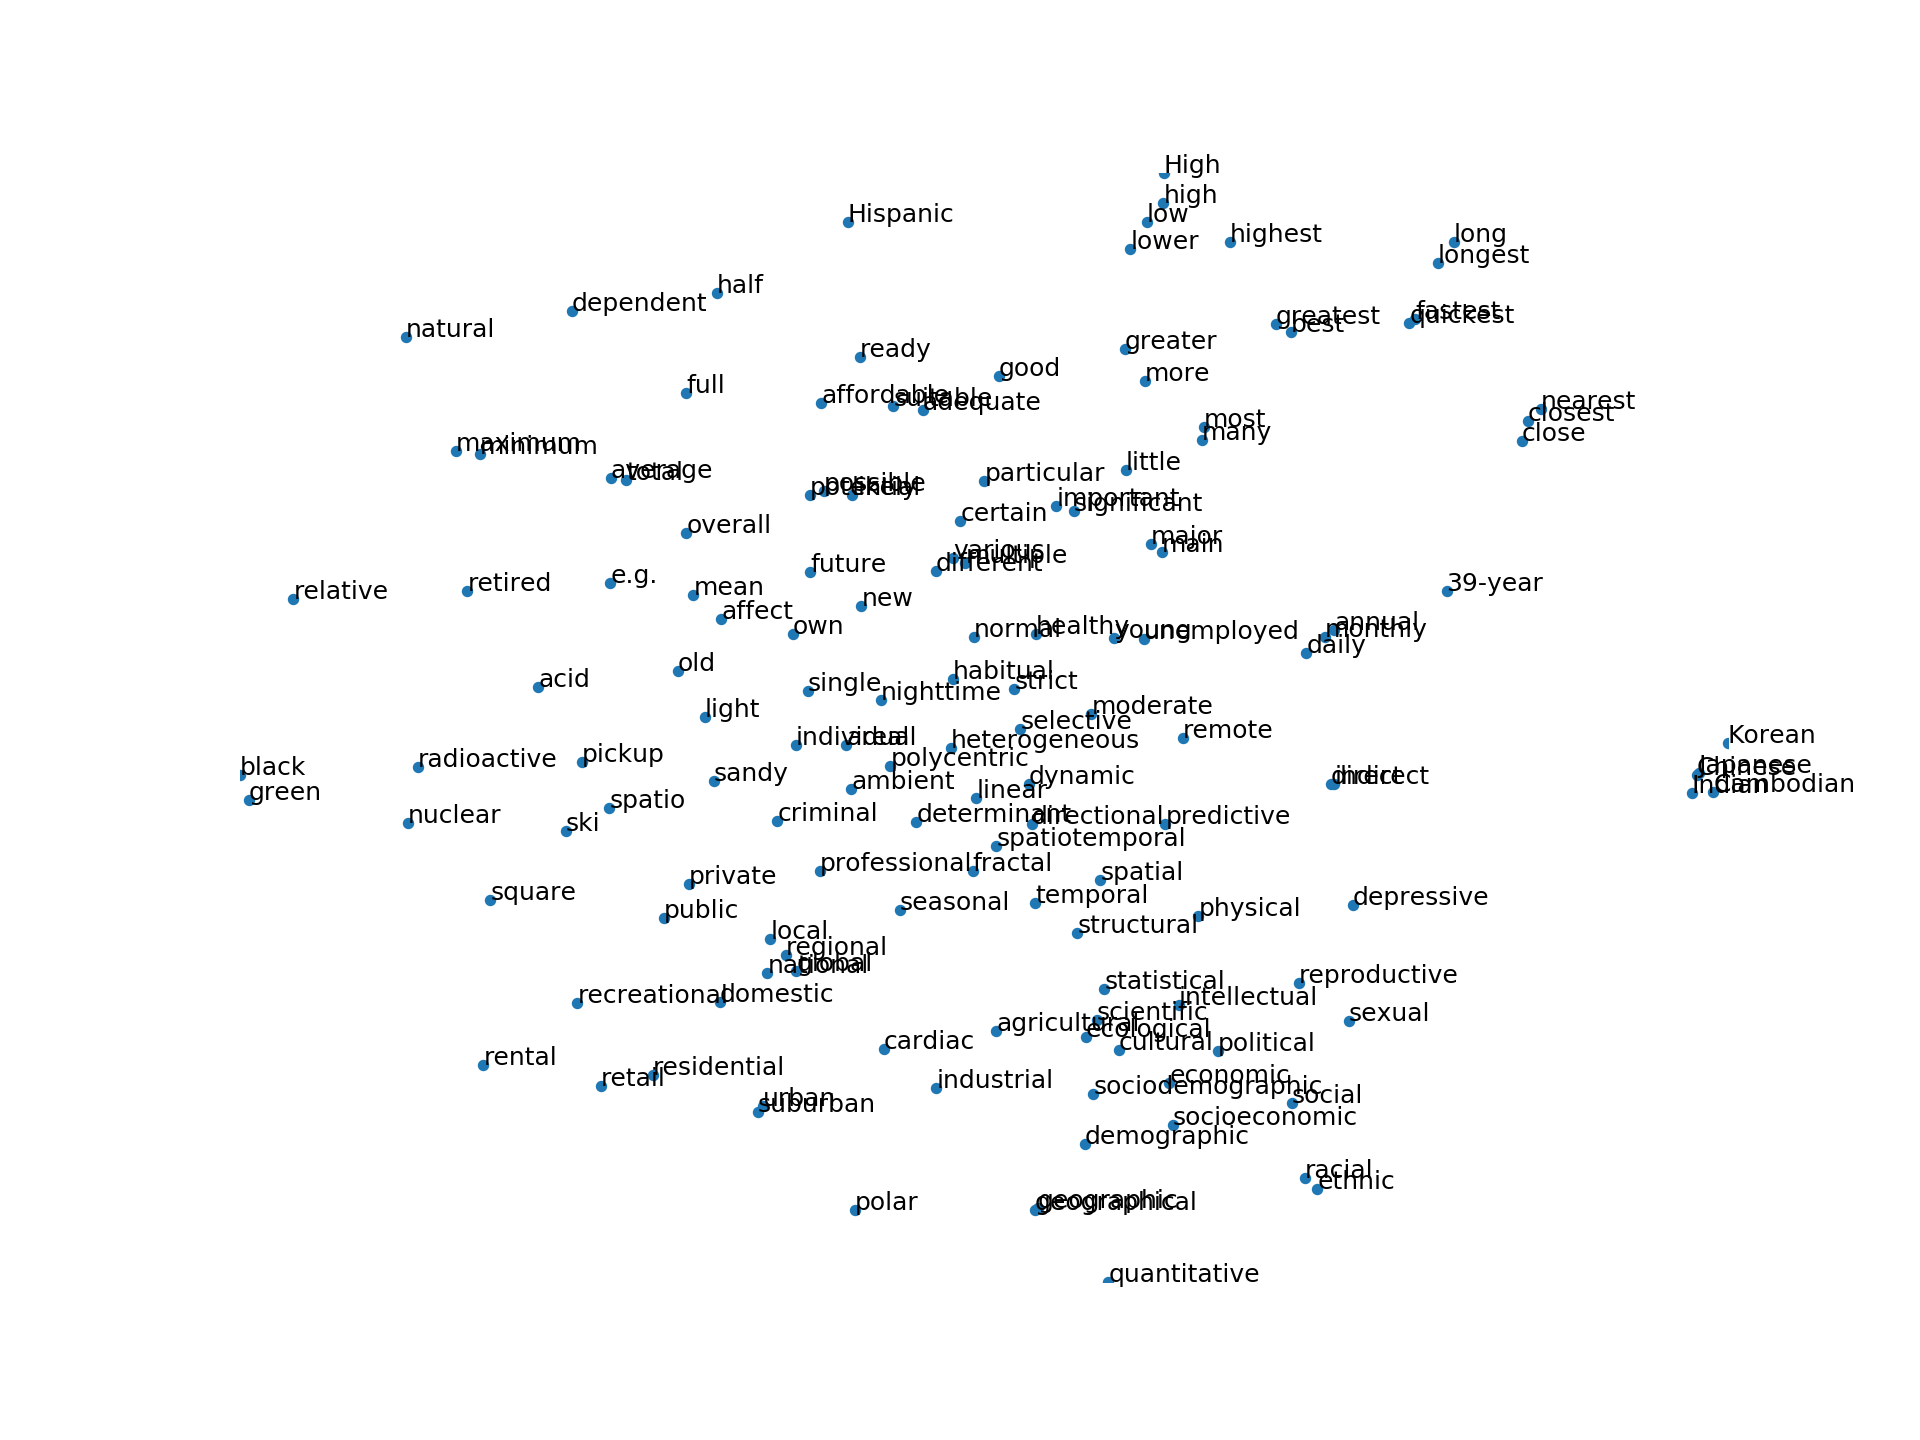 High
high
Hispanic
low
lower
highest
long
longest
half
dependent
fastest
quickest
greatest
best
natural
greater
ready
good
more
full
affordable
suitable
adequate
nearest
closest
most
many
close
maximum
minimum
average
total
little
particular
possible
potential
likely
important
significant
certain
overall
major
main
various
multiple
different
future
e.g.
retired
39-year
relative
mean
new
affect
own
normal
healthy
young
unemployed
annual
monthly
daily
old
habitual
acid
strict
single
nighttime
light
moderate
selective
remote
individual
heterogeneous
Korean
pickup
radioactive
polycentric
black
Japanese
Chinese
Indian
Cambodian
sandy
ambient
dynamic
direct
indirect
green
linear
spatio
nuclear
ski
criminal
determinant
directional
predictive
spatiotemporal
professional
fractal
private
spatial
square
public
seasonal
temporal
physical
depressive
structural
local
regional
national
global
recreational
domestic
statistical
reproductive
intellectual
scientific
agricultural
ecological
sexual
cardiac
cultural
political
rental
residential
retail
industrial
economic
sociodemographic
social
urban
suburban
socioeconomic
demographic
racial
ethnic
polar
geographic
geographical
quantitative